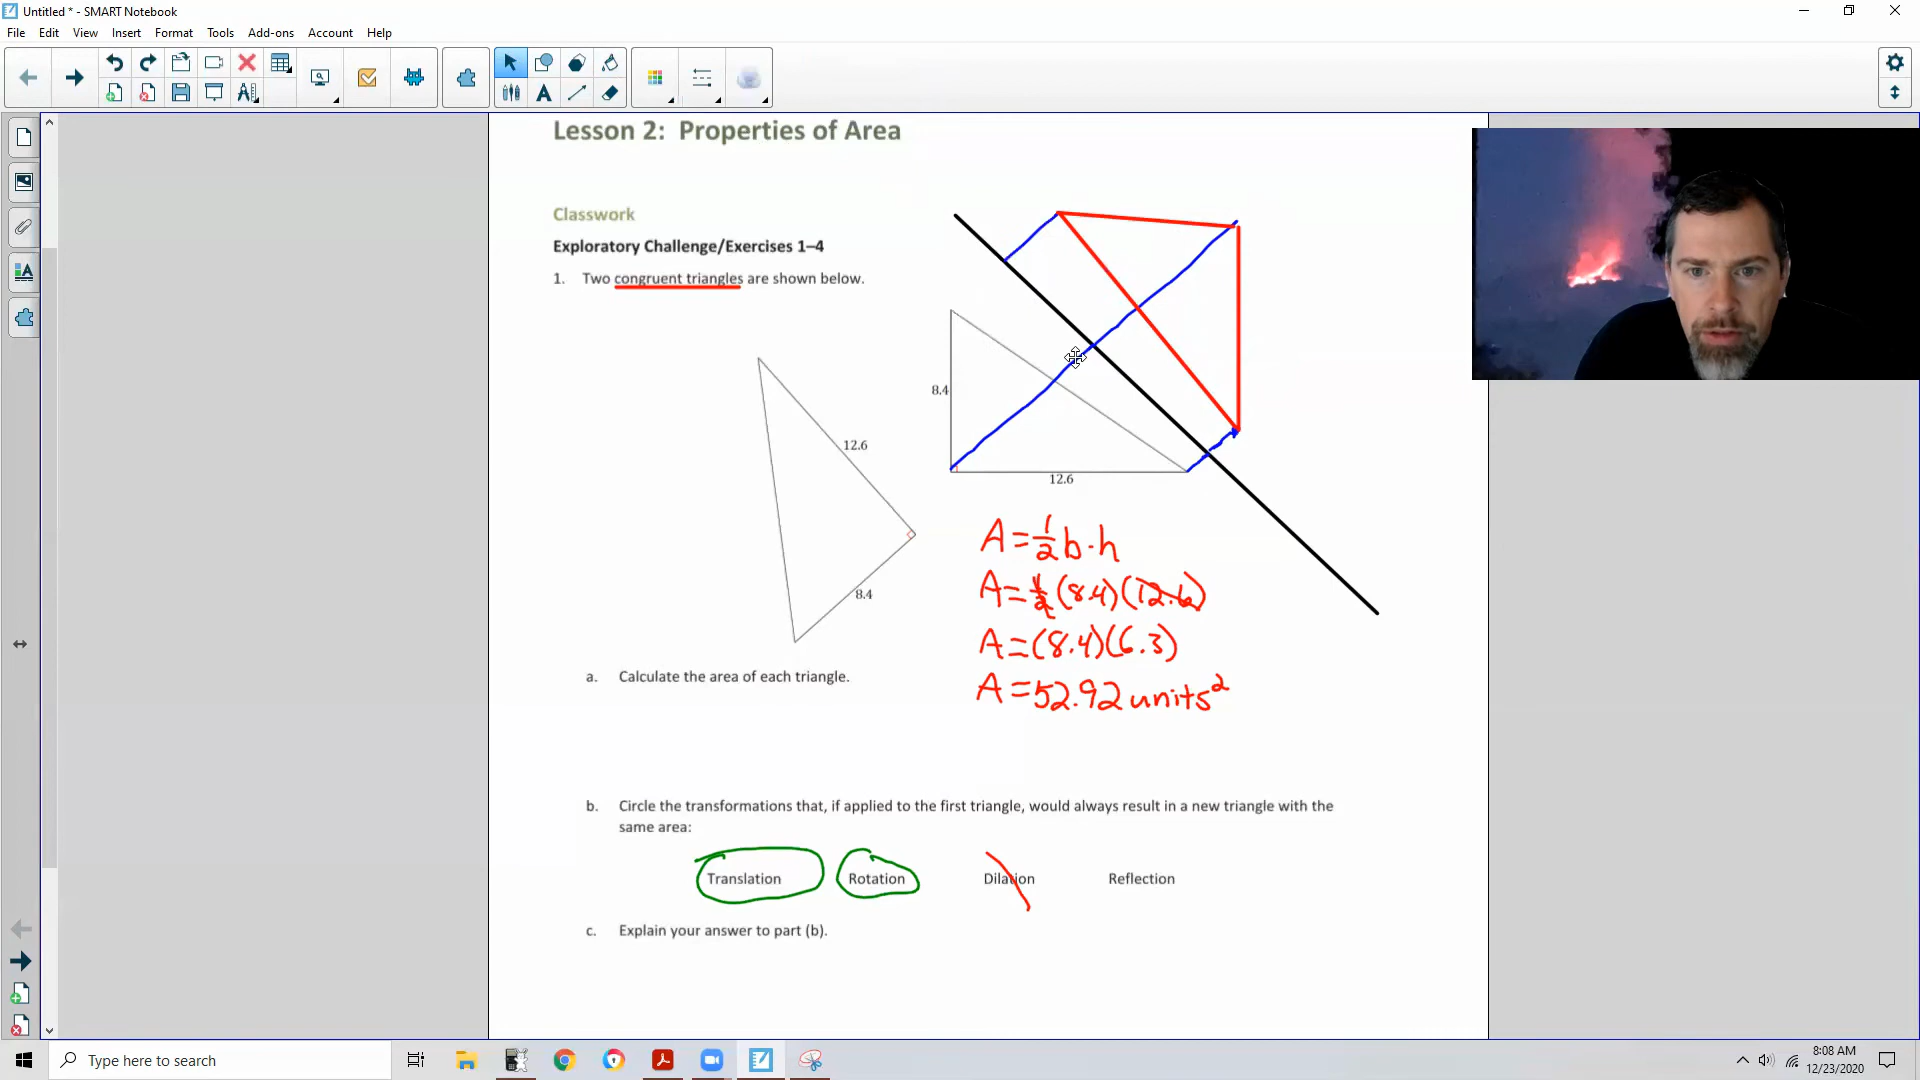 Untitled * - SMART Notebook
File Edit View Insert Format Tools Add-ons Account Help
Lesson 2: Properties of Area
Classwork
Exploratory Challenge/Exercises 1–4
1. Two congruent triangles are shown below.
12.6
8.4
8.4
12.6
A = 1/2 b · h
A = 1/2 (8.4)(12.6)
A = (8.4)(6.3)
A = 52.92 units²
a. Calculate the area of each triangle.
b. Circle the transformations that, if applied to the first triangle, would always result in a new triangle with the
same area:
Translation Rotation Dilation Reflection
c. Explain your answer to part (b).
Type here to search
8:08 AM
12/23/2020